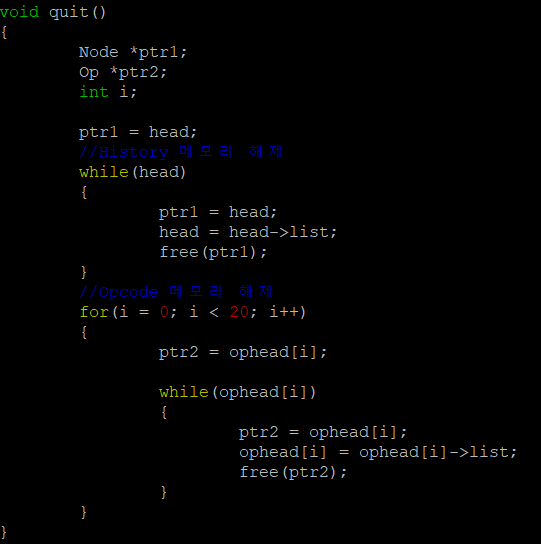 void quit()
{
        Node *ptr1;
        Op *ptr2;
        int i;

        ptr1 = head;
        //History 메모리 해제
        while(head)
        {
                ptr1 = head;
                head = head->list;
                free(ptr1);
        }
        //Opcode 메모리 해제
        for(i = 0; i < 20; i++)
        {
                ptr2 = ophead[i];

                while(ophead[i])
                {
                        ptr2 = ophead[i];
                        ophead[i] = ophead[i]->list;
                        free(ptr2);
                }
        }
}